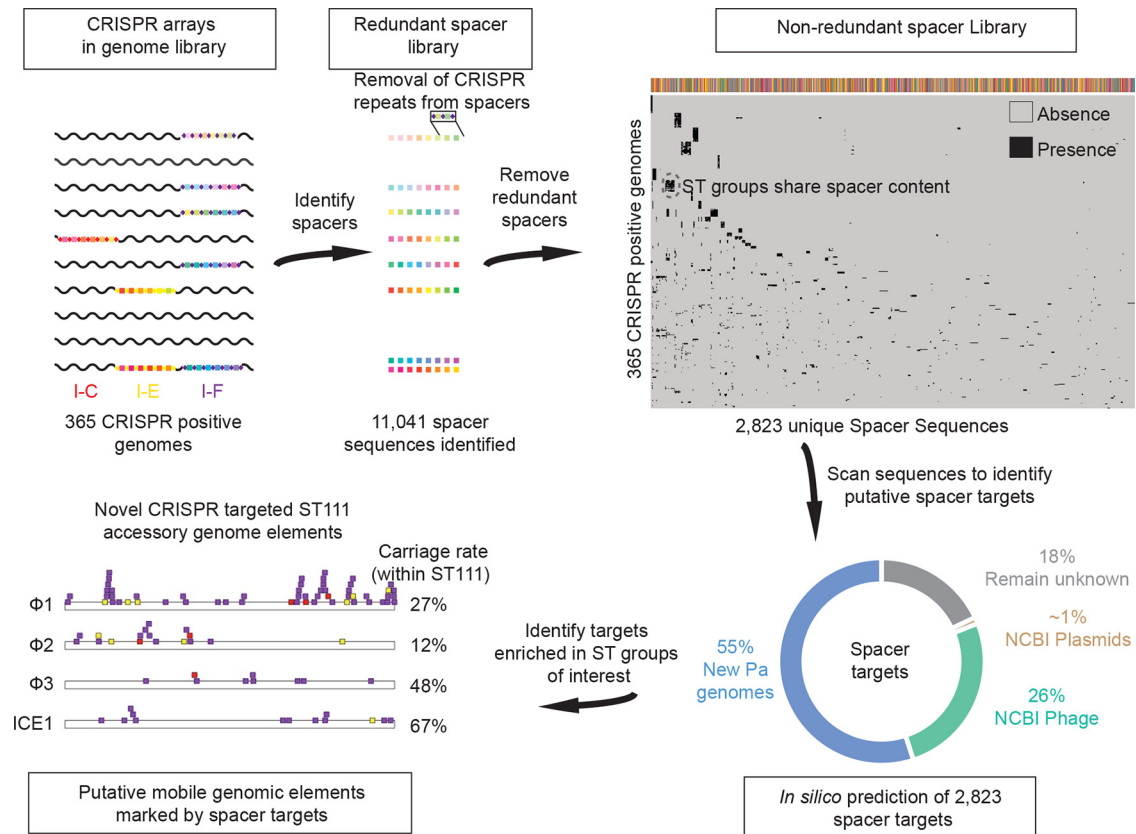 CRISPR arrays
in genome library
Redundant spacer
library
Non-redundant spacer Library
Removal of CRISPR
repeats from spacers
Identify
spacers
Remove
redundant
spacers
365 CRISPR positive genomes
Absence
Presence
ST groups share spacer content
I-C
I-E
I-F
365 CRISPR positive
genomes
11,041 spacer
sequences identified
2,823 unique Spacer Sequences
Scan sequences to identify
putative spacer targets
Novel CRISPR targeted ST111
accessory genome elements
Carriage rate
(within ST111)
Φ1
27%
Φ2
12%
Φ3
48%
ICE1
67%
Identify targets
enriched in ST groups
of interest
18%
Remain unknown
~1%
NCBI Plasmids
55%
New Pa
genomes
Spacer
targets
26%
NCBI Phage
Putative mobile genomic elements
marked by spacer targets
In silico prediction of 2,823
spacer targets